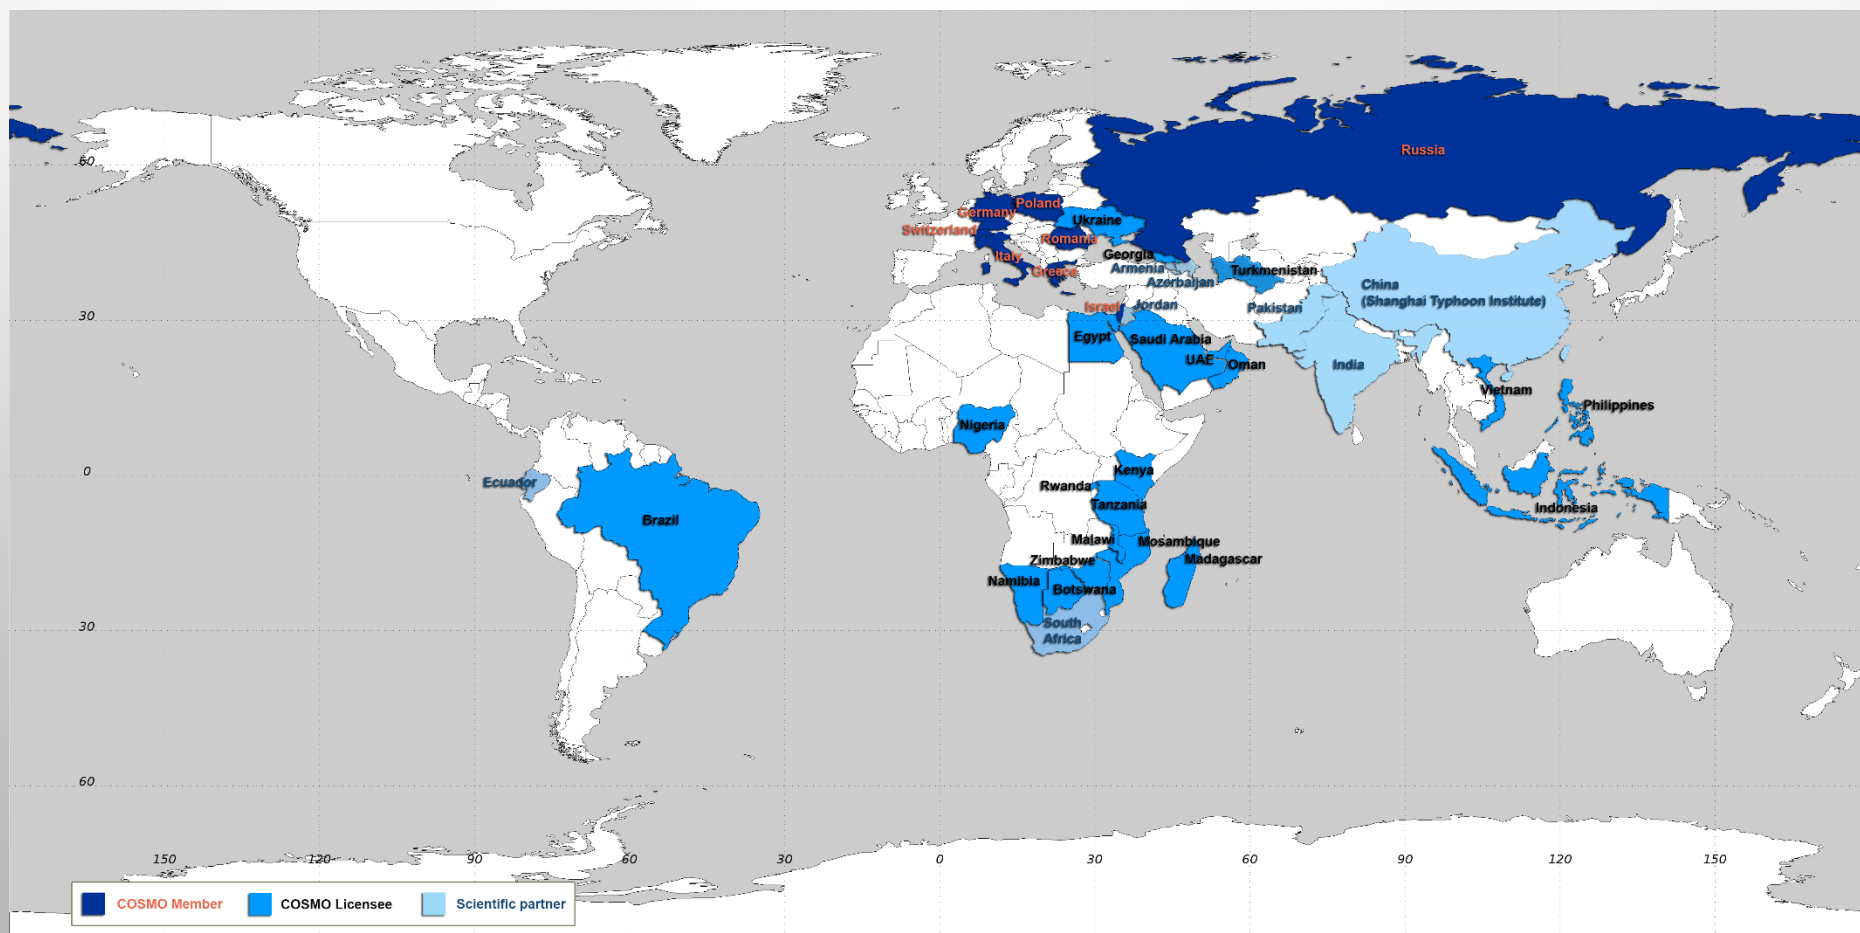 60
Russia
Poland
Germany
Ukraine
Switzerland
Romania
Georgia
Italy
Armenia
Greece
Turkmenistan
Azerbaijan
China
(Shanghai Typhoon Institute)
Israel
Jordan
Pakistan
30
Egypt
Saudi Arabia
UAE
Oman
India
Vietnam
Philippines
Nigeria
0
Kenya
Ecuador
Rwanda
Tanzania
Indonesia
Brazil
Malawi
Mosambique
Zimbabwe
Madagascar
Namibia
Botswana
South
Africa
30
60
150 120 90 60 30 0 30 60 90 120 150
COSMO Member COSMO Licensee Scientific partner